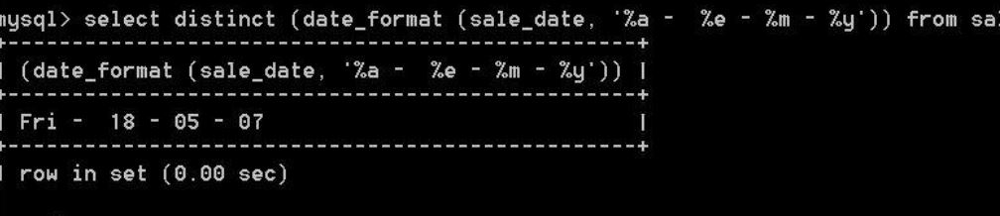 mysql> select distinct (date_format (sale_date, '%a -  %e - %m - %y')) from sa
+-------------------------------------------------+
| (date_format (sale_date, '%a -  %e - %m - %y')) |
+-------------------------------------------------+
| Fri -  18 - 05 - 07                             |
+-------------------------------------------------+
row in set (0.00 sec)